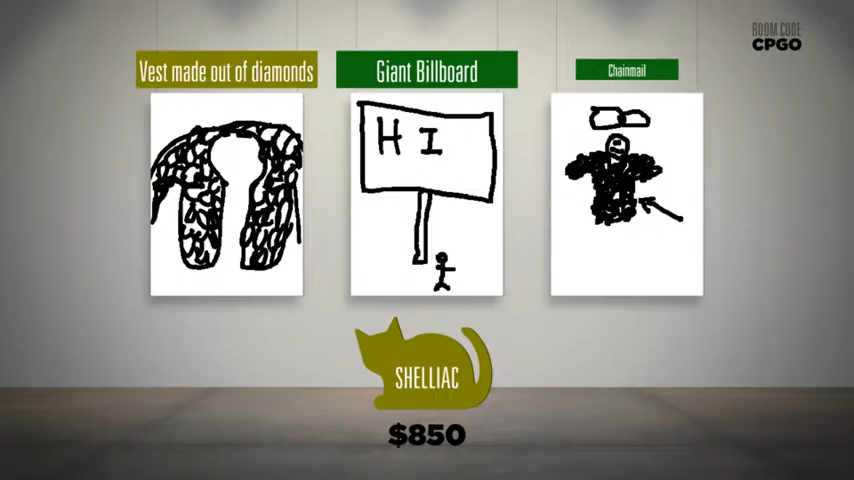 ROOM CODE
CPGO
Vest made out of diamonds
Giant Billboard
Chainmail
HI
SHELLIAC
$850